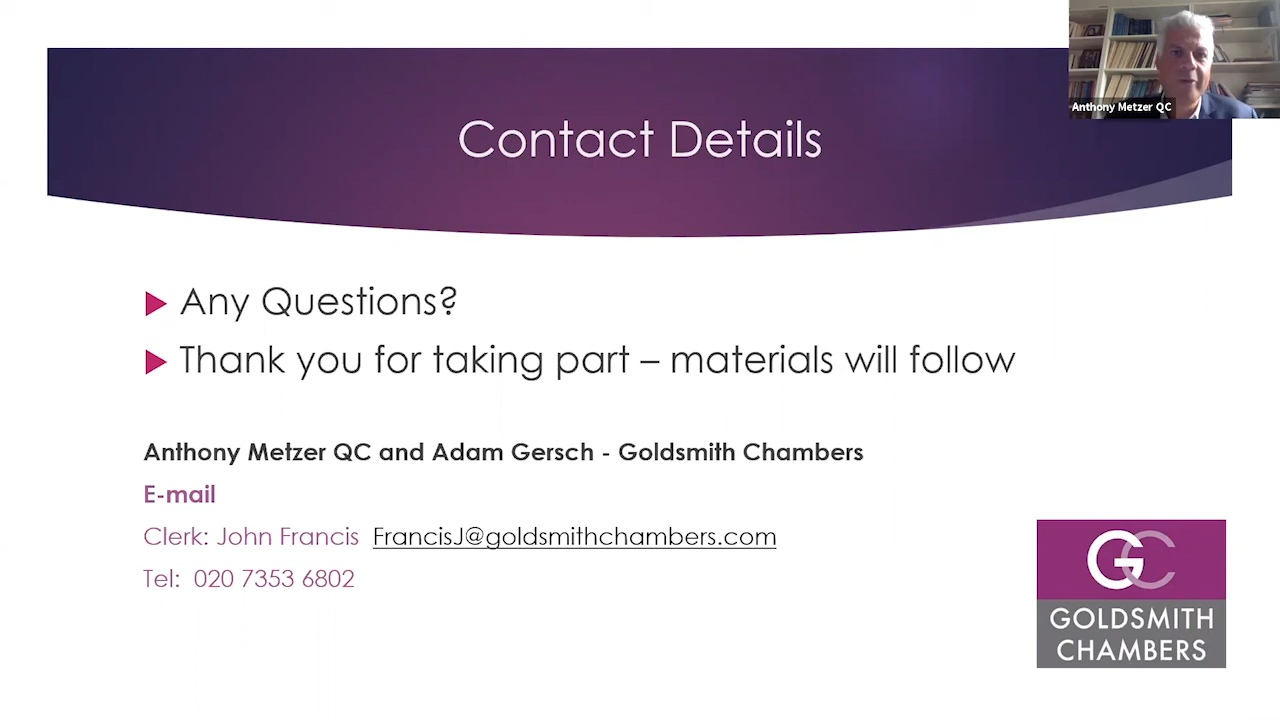 Anthony Metzer QC
Contact Details
Any Questions?
Thank you for taking part – materials will follow
Anthony Metzer QC and Adam Gersch - Goldsmith Chambers
E-mail
Clerk: John Francis FrancisJ@goldsmithchambers.com
Tel: 020 7353 6802
GC
GOLDSMITH
CHAMBERS